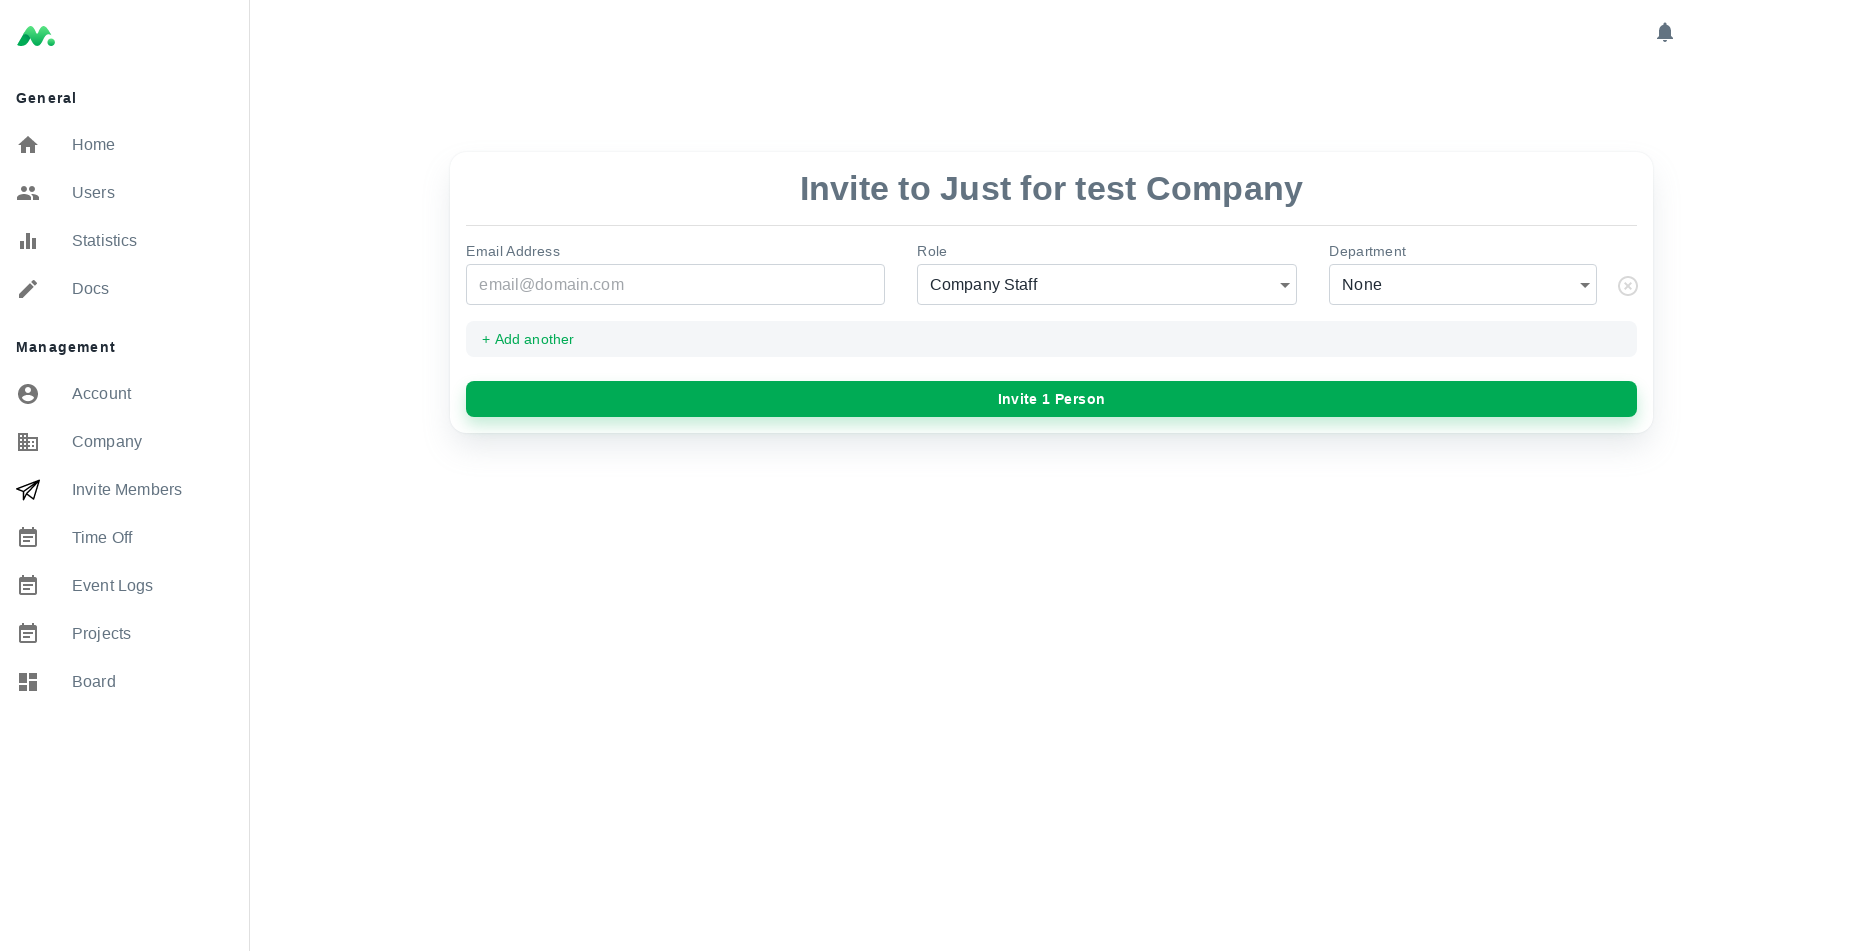 General
Home
Users
Statistics
Docs
Management
Account
Company
Invite Members
Time Off
Event Logs
Projects
Board
Invite to Just for test Company
Email Address
Role
Department
email@domain.com
Company Staff
None
+ Add another
Invite 1 Person